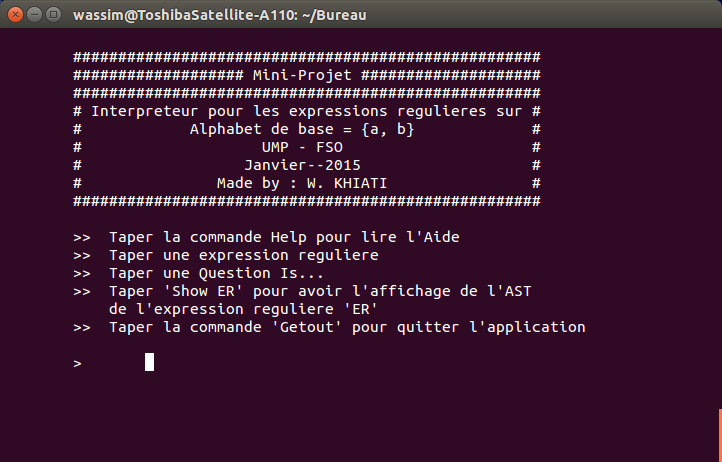 wassim@ToshibaSatellite-A110: ~/Bureau
####################################################
################### Mini-Projet ####################
####################################################
# Interpreteur pour les expressions regulieres sur #
# Alphabet de base = {a, b} #
# UMP - FSO #
# Janvier--2015 #
# Made by : W. KHIATI #
####################################################
>> Taper la commande Help pour lire l'Aide
>> Taper une expression reguliere
>> Taper une Question Is...
>> Taper 'Show ER' pour avoir l'affichage de l'AST
de l'expression reguliere 'ER'
>> Taper la commande 'Getout' pour quitter l'application
>